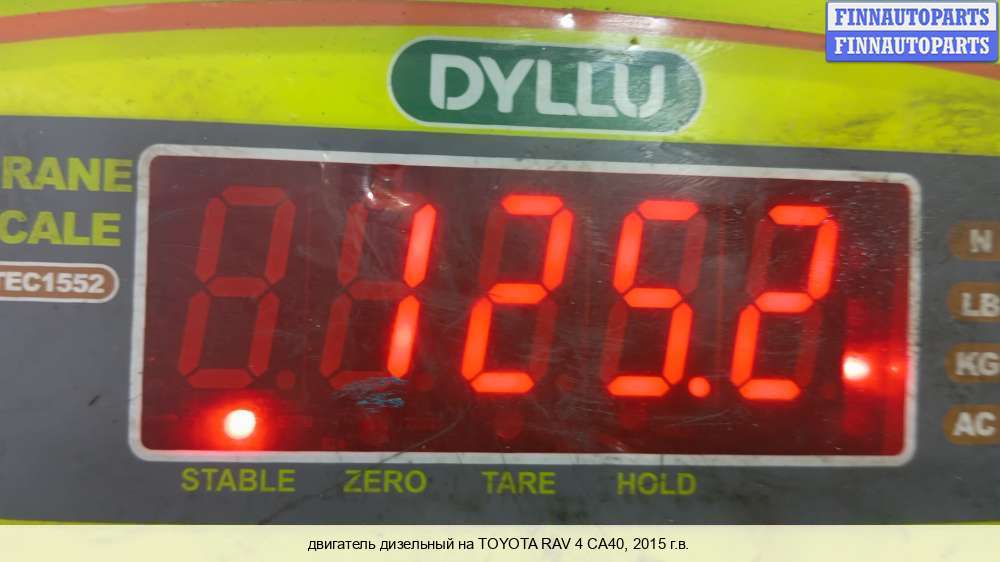 FINNAUTOPARTS
FINNAUTOPARTS
DYLLU
RANE
CALE
TEC1552
125.2
N
LB
KG
AC
STABLE ZERO TARE HOLD
двигатель дизельный на TOYOTA RAV 4 CA40, 2015 г.в.